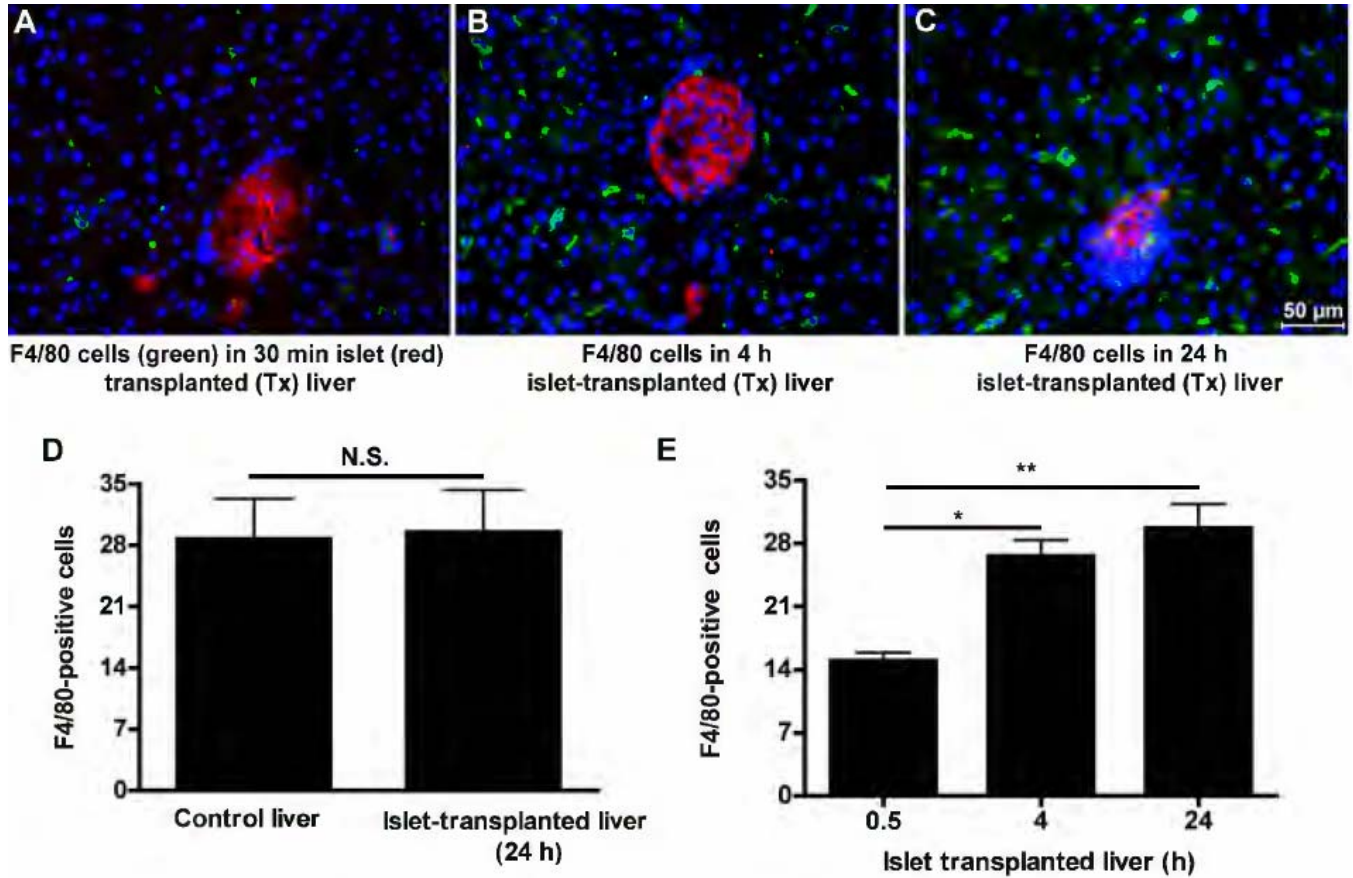 A
B
C
50 µm
F4/80 cells (green) in 30 min islet (red)
transplanted (Tx) liver
F4/80 cells in 4 h
islet-transplanted (Tx) liver
F4/80 cells in 24 h
islet-transplanted (Tx) liver
D
N.S.
35
28
21
14
7
0
F4/80-positive cells
Control liver
Islet-transplanted liver
(24 h)
E
**
*
35
28
21
14
7
0
F4/80-positive cells
0.5
4
24
Islet transplanted liver (h)